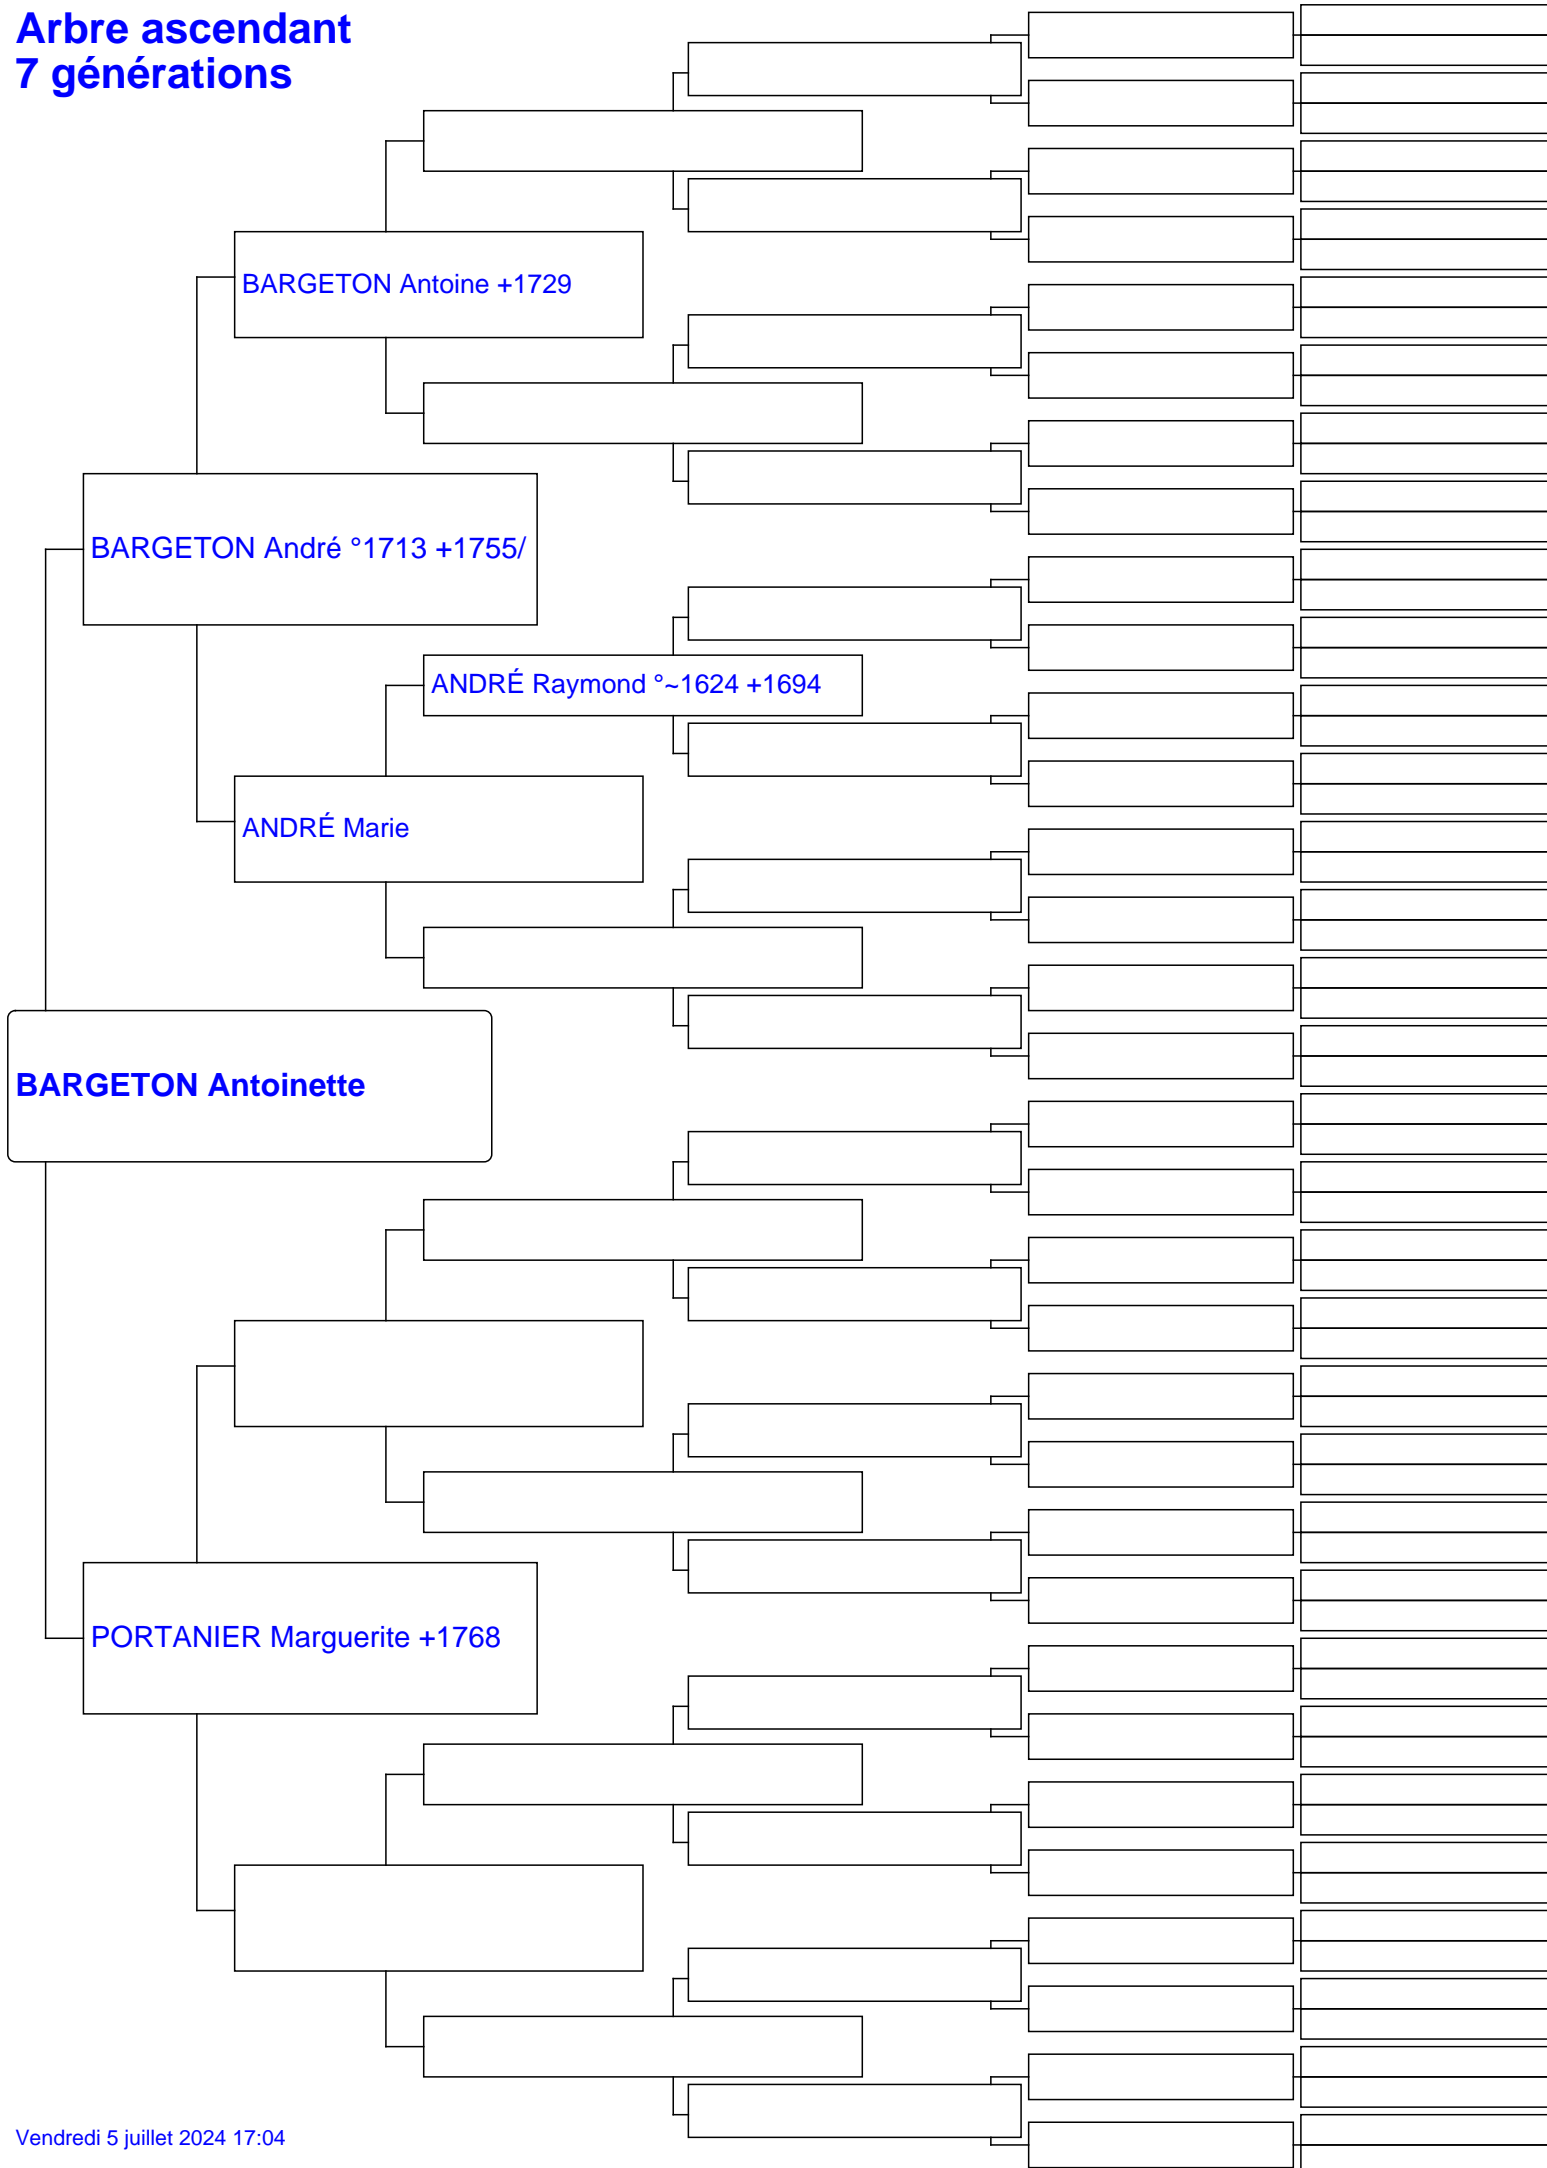 Arbre ascendant
7 générations
BARGETON Antoine +1729
BARGETON André °1713 +1755/
ANDRÉ Raymond °~1624 +1694
ANDRÉ Marie
BARGETON Antoinette
PORTANIER Marguerite +1768
Vendredi 5 juillet 2024 17:04